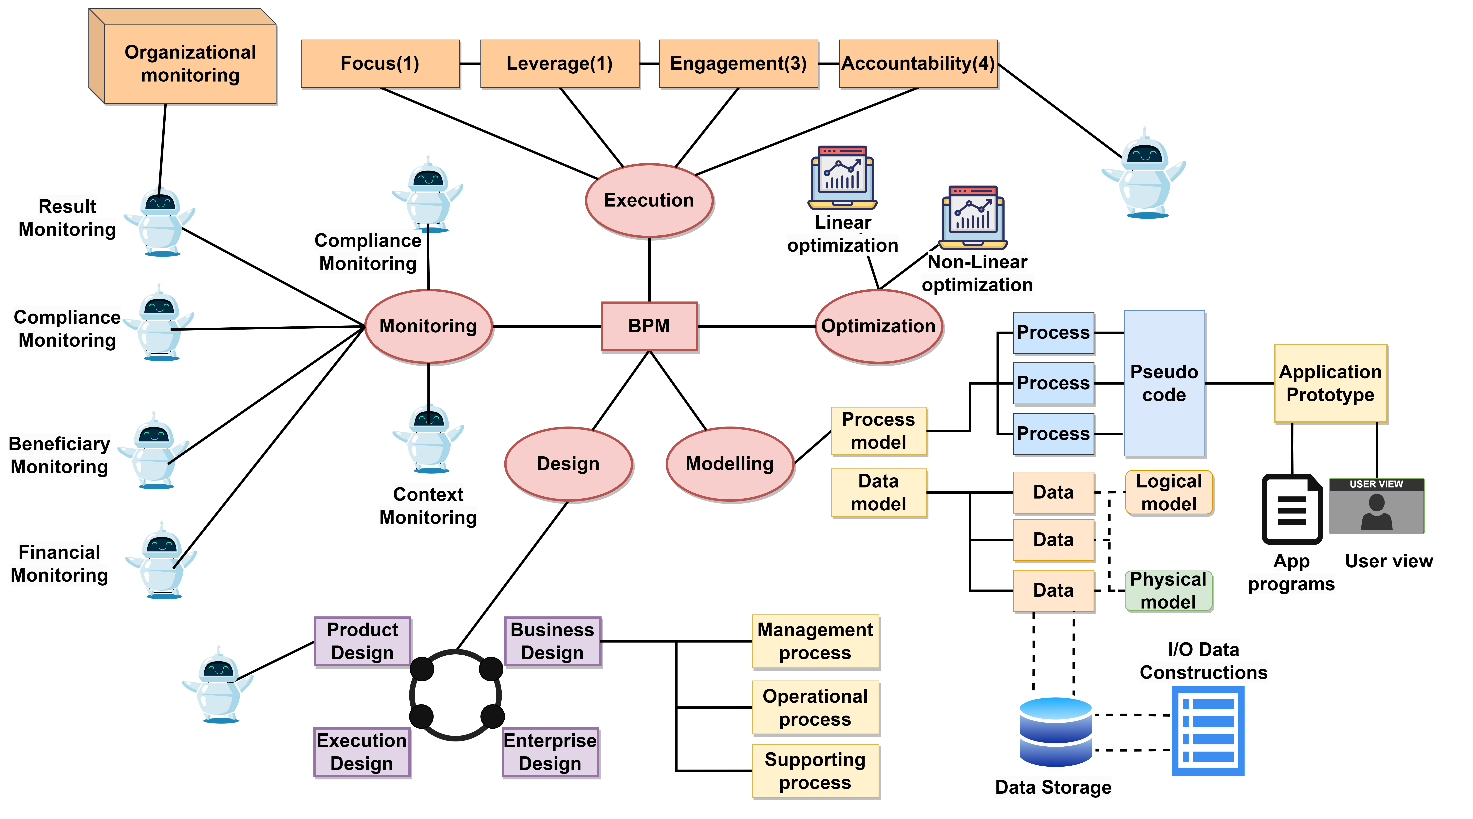 Organizational
monitoring
Focus(1)
Leverage(1)
Engagement(3)
Accountability(4)
Result
Monitoring
Compliance
Monitoring
Execution
Linear
optimization
Non-Linear
optimization
Compliance
Monitoring
Monitoring
BPM
Optimization
Process
Process
Process
Pseudo
code
Application
Prototype
Beneficiary
Monitoring
Context
Monitoring
Design
Modelling
Process
model
Data
model
Data
Data
Data
Logical
model
Physical
model
USER VIEW
App
programs
User view
Financial
Monitoring
Product
Design
Business
Design
Execution
Design
Enterprise
Design
Management
process
Operational
process
Supporting
process
I/O Data
Constructions
Data Storage